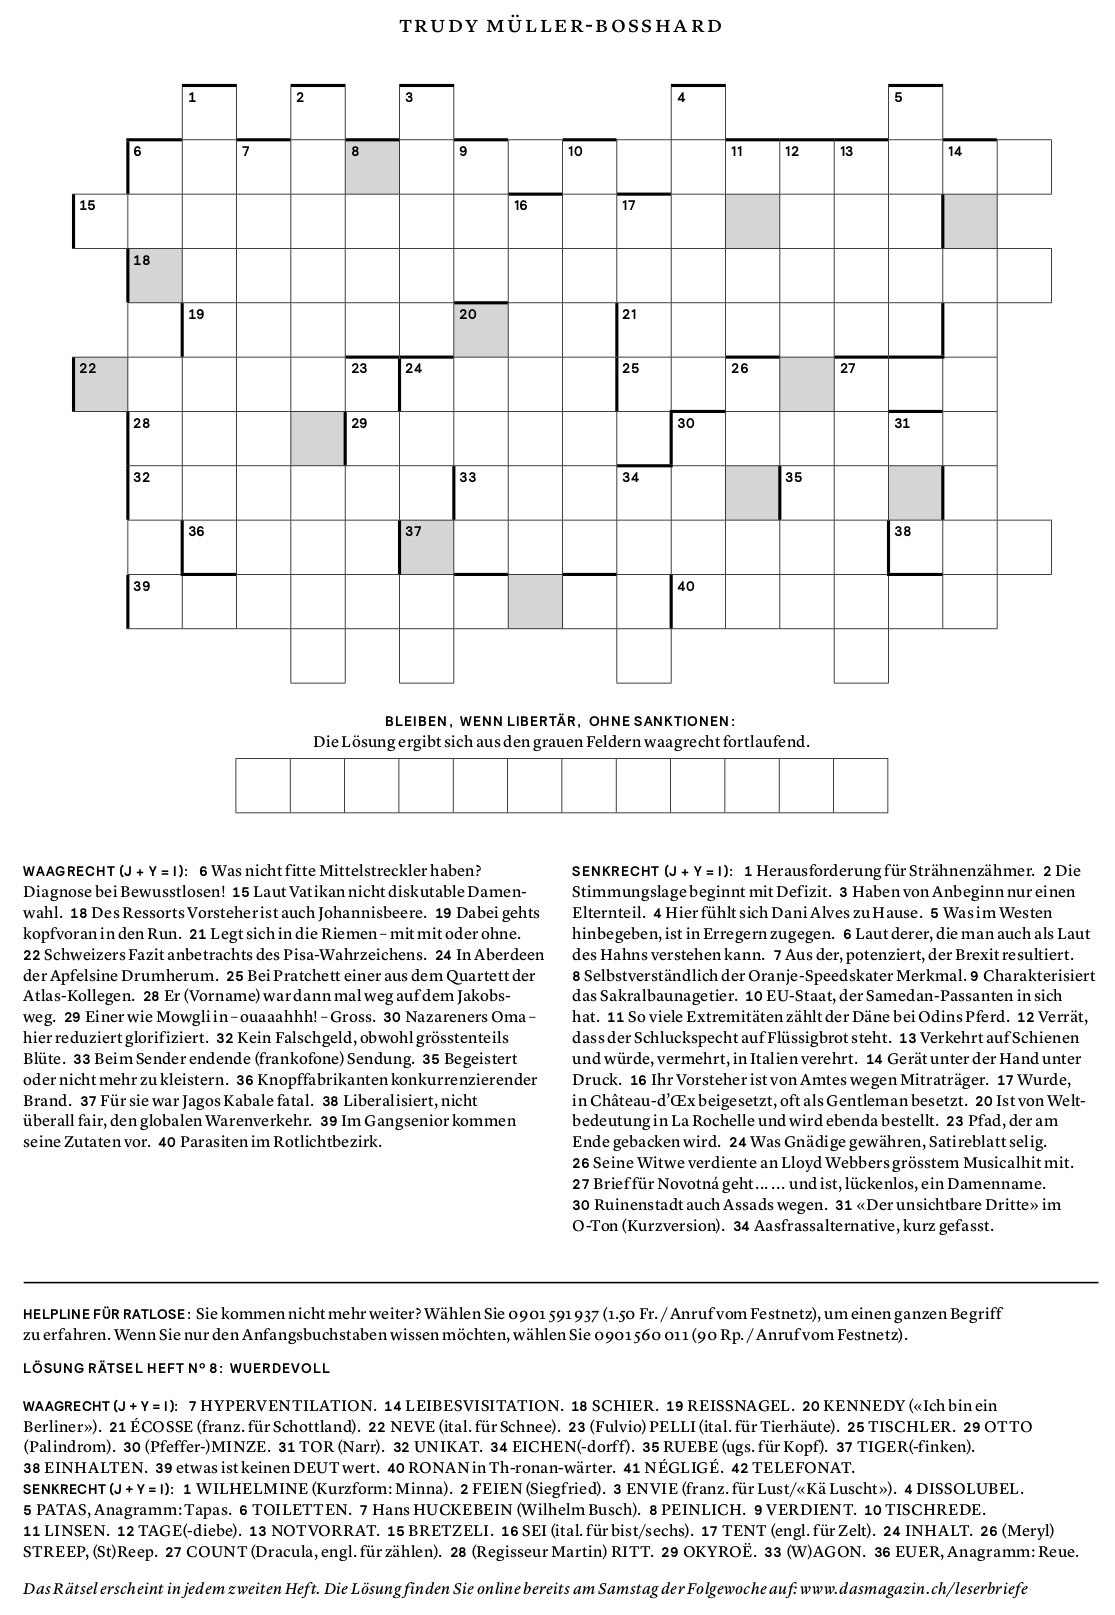 TRUDY MÜLLER-BOSSHARD
1 2 3 4 5
6 7 8 9 10 11 12 13 14
15 16 17
18
19 20 21
22 23 24 25 26 27
28 29 30 31
32 33 34 35
36 37 38
39 40
BLEIBEN, WENN LIBERTÄR, OHNE SANKTIONEN:
Die Lösung ergibt sich aus den grauen Feldern waagrecht fortlaufend.
WAAGRECHT (J + Y = I): 6 Was nicht fitte Mittelstreckler haben?
Diagnose bei Bewusstlosen! 15 Laut Vatikan nicht diskutable Damen-
wahl. 18 Des Ressorts Vorsteher ist auch Johannisbeere. 19 Dabei gehts
kopfvoran in den Run. 21 Legt sich in die Riemen – mit mit oder ohne.
22 Schweizers Fazit anbetrachts des Pisa-Wahrzeichens. 24 In Aberdeen
der Apfelsine Drumherum. 25 Bei Pratchett einer aus dem Quartett der
Atlas-Kollegen. 28 Er (Vorname) war dann mal weg auf dem Jakobs-
weg. 29 Einer wie Mowgli in – ouaaahhh! – Gross. 30 Nazareners Oma –
hier reduziert glorifiziert. 32 Kein Falschgeld, obwohl grösstenteils
Blüte. 33 Beim Sender endende (frankofone) Sendung. 35 Begeistert
oder nicht mehr zu kleistern. 36 Knopffabrikanten konkurrenzierender
Brand. 37 Für sie war Jagos Kabale fatal. 38 Liberalisiert, nicht
überall fair, den globalen Warenverkehr. 39 Im Gangsenior kommen
seine Zutaten vor. 40 Parasiten im Rotlichtbezirk.
SENKRECHT (J + Y = I): 1 Herausforderung für Strähnenzähmer. 2 Die
Stimmungslage beginnt mit Defizit. 3 Haben von Anbeginn nur einen
Elternteil. 4 Hier fühlt sich Dani Alves zu Hause. 5 Was im Westen
hinbegeben, ist in Erregern zugegen. 6 Laut derer, die man auch als Laut
des Hahns verstehen kann. 7 Aus der, potenziert, der Brexit resultiert.
8 Selbstverständlich der Oranje-Speedskater Merkmal. 9 Charakterisiert
das Sakralbaunagetier. 10 EU-Staat, der Samedan-Passanten in sich
hat. 11 So viele Extremitäten zählt der Däne bei Odins Pferd. 12 Verrät,
dass der Schluckspecht auf Flüssigbrot steht. 13 Verkehrt auf Schienen
und würde, vermehrt, in Italien verehrt. 14 Gerät unter der Hand unter
Druck. 16 Ihr Vorsteher ist von Amtes wegen Mitraträger. 17 Wurde,
in Château-d’Œx beigesetzt, oft als Gentleman besetzt. 20 Ist von Welt-
bedeutung in La Rochelle und wird ebenda bestellt. 23 Pfad, der am
Ende gebacken wird. 24 Was Gnädige gewähren, Satireblatt selig.
26 Seine Witwe verdiente an Lloyd Webbers grösstem Musicalhit mit.
27 Brief für Novotná geht … … und ist, lückenlos, ein Damenname.
30 Ruinenstadt auch Assads wegen. 31 «Der unsichtbare Dritte» im
O-Ton (Kurzversion). 34 Aasfrassalternative, kurz gefasst.
HELPLINE FÜR RATLOSE: Sie kommen nicht mehr weiter? Wählen Sie 0901 591 937 (1.50 Fr. / Anruf vom Festnetz), um einen ganzen Begriff
zu erfahren. Wenn Sie nur den Anfangsbuchstaben wissen möchten, wählen Sie 0901 560 011 (90 Rp. / Anruf vom Festnetz).
LÖSUNG RÄTSEL HEFT Nº 8: WUERDEVOLL
WAAGRECHT (J + Y = I): 7 HYPERVENTILATION. 14 LEIBESVISITATION. 18 SCHIER. 19 REISSNAGEL. 20 KENNEDY («Ich bin ein
Berliner»). 21 ÉCOSSE (franz. für Schottland). 22 NEVE (ital. für Schnee). 23 (Fulvio) PELLI (ital. für Tierhäute). 25 TISCHLER. 29 OTTO
(Palindrom). 30 (Pfeffer-)MINZE. 31 TOR (Narr). 32 UNIKAT. 34 EICHEN(-dorff). 35 RUEBE (ugs. für Kopf). 37 TIGER(-finken).
38 EINHALTEN. 39 etwas ist keinen DEUT wert. 40 RONAN in Th-ronan-wärter. 41 NÉGLIGÉ. 42 TELEFONAT.
SENKRECHT (J + Y = I): 1 WILHELMINE (Kurzform: Minna). 2 FEIEN (Siegfried). 3 ENVIE (franz. für Lust/«Kä Luscht»). 4 DISSOLUBEL.
5 PATAS, Anagramm: Tapas. 6 TOILETTEN. 7 Hans HUCKEBEIN (Wilhelm Busch). 8 PEINLICH. 9 VERDIENT. 10 TISCHREDE.
11 LINSEN. 12 TAGE(-diebe). 13 NOTVORRAT. 15 BRETZELI. 16 SEI (ital. für bist/sechs). 17 TENT (engl. für Zelt). 24 INHALT. 26 (Meryl)
STREEP, (St)Reep. 27 COUNT (Dracula, engl. für zählen). 28 (Regisseur Martin) RITT. 29 OKYROË. 33 (W)AGON. 36 EUER, Anagramm: Reue.
Das Rätsel erscheint in jedem zweiten Heft. Die Lösung finden Sie online bereits am Samstag der Folgewoche auf: www.dasmagazin.ch/leserbriefe